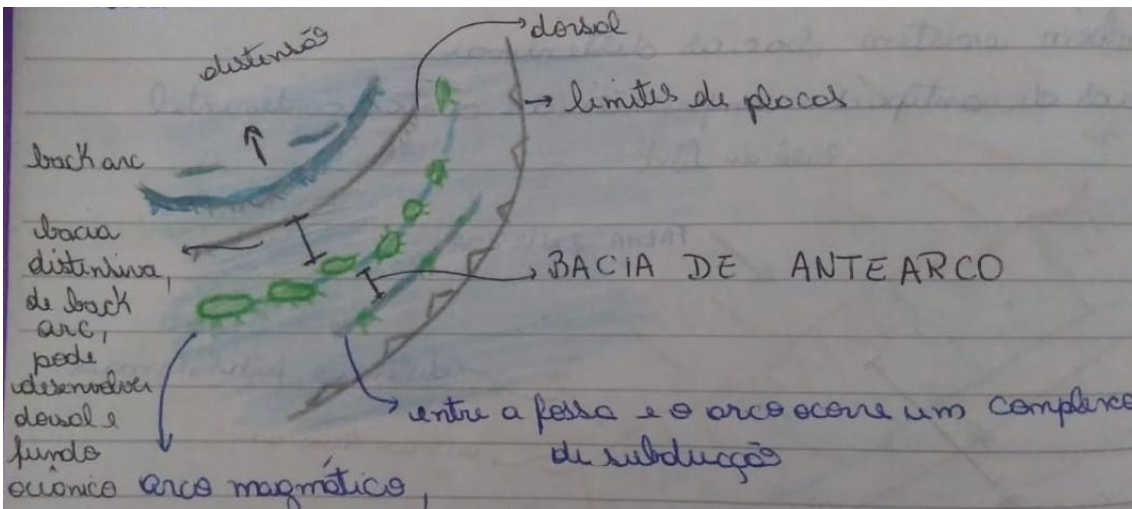 dorsal
distensão
→ limites de placas
back arc
bacia
distensiva,
de back
arc,
pode
desenvolver
dorsal e
fundo
oceânico
BACIA DE ANTEARCO
entre a fossa e o arco ocorre um complexo
de subducção
arco magmático,